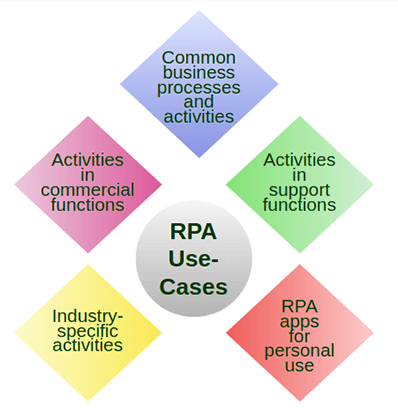 Common
business
processes
and
activities
Activities
in
commercial
functions
Activities
in
support
functions
RPA
Use-
Cases
Industry-
specific
activities
RPA
apps
for
personal
use